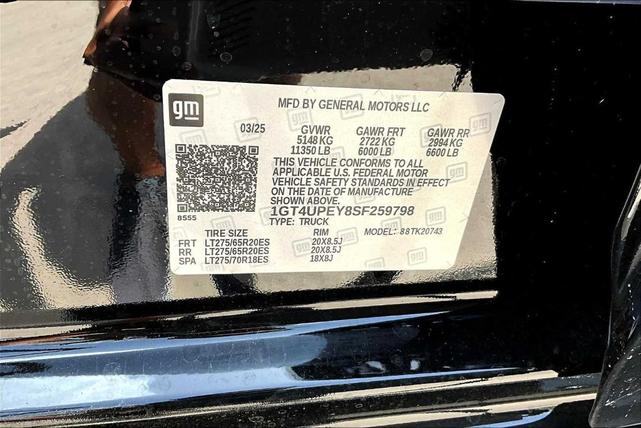 gm
MFD BY GENERAL MOTORS LLC
03/25 GVWR GAWR FRT GAWR RR
5148 KG 2722 KG 2994 KG
11350 LB 6000 LB 6600 LB
THIS VEHICLE CONFORMS TO ALL
APPLICABLE U.S. FEDERAL MOTOR
VEHICLE SAFETY STANDARDS IN EFFECT
ON THE DATE OF MANUFACTURE
SHOWN ABOVE.
8555 1GT4UPEY8SF259798
TYPE: TRUCK
TIRE SIZE RIM MODEL: 88TK20743
FRT LT275/65R20ES 20X8.5J
RR LT275/65R20ES 20X8.5J
SPA LT275/70R18ES 18X8J